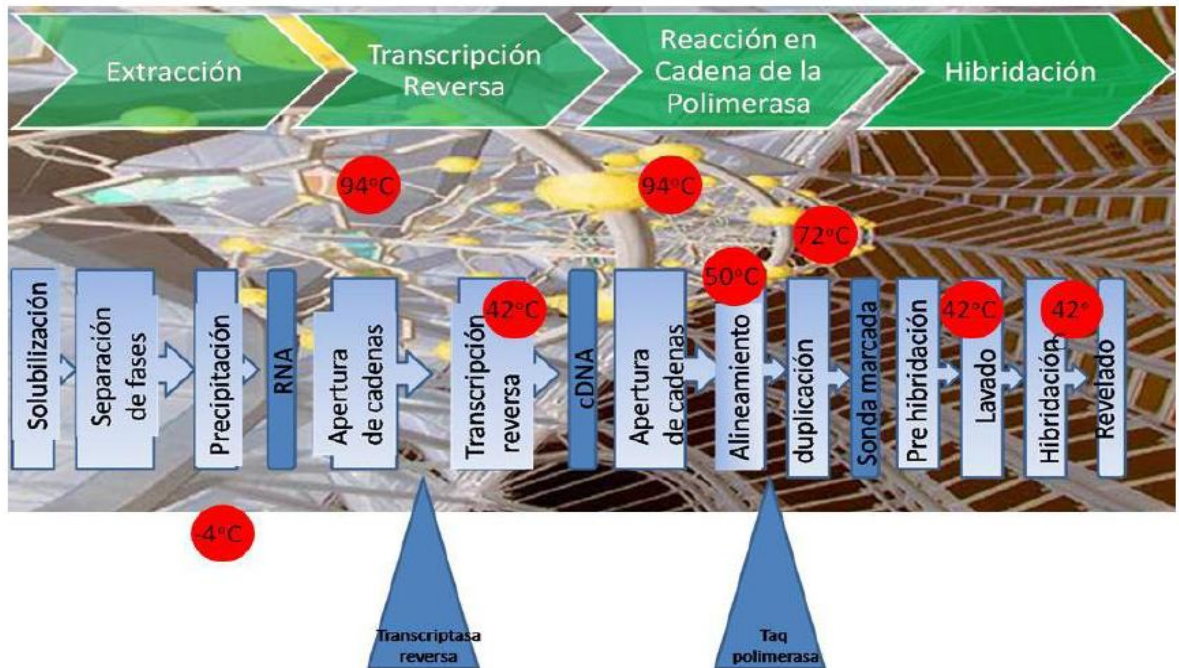 Extracción
Transcripción
Reversa
Reacción en
Cadena de la
Polimerasa
Hibridación
94°C
94°C
72°C
50°C
42°C
42°C
42°
Solubilización
Separación
de fases
Precipitación
RNA
Apertura
de cadenas
Transcripción
reversa
cDNA
Apertura
de cadenas
Alineamiento
duplicación
Sonda marcada
Pre hibridación
Lavado
Hibridación
Revelado
-4°C
Transcriptasa
reversa
Taq
polimerasa